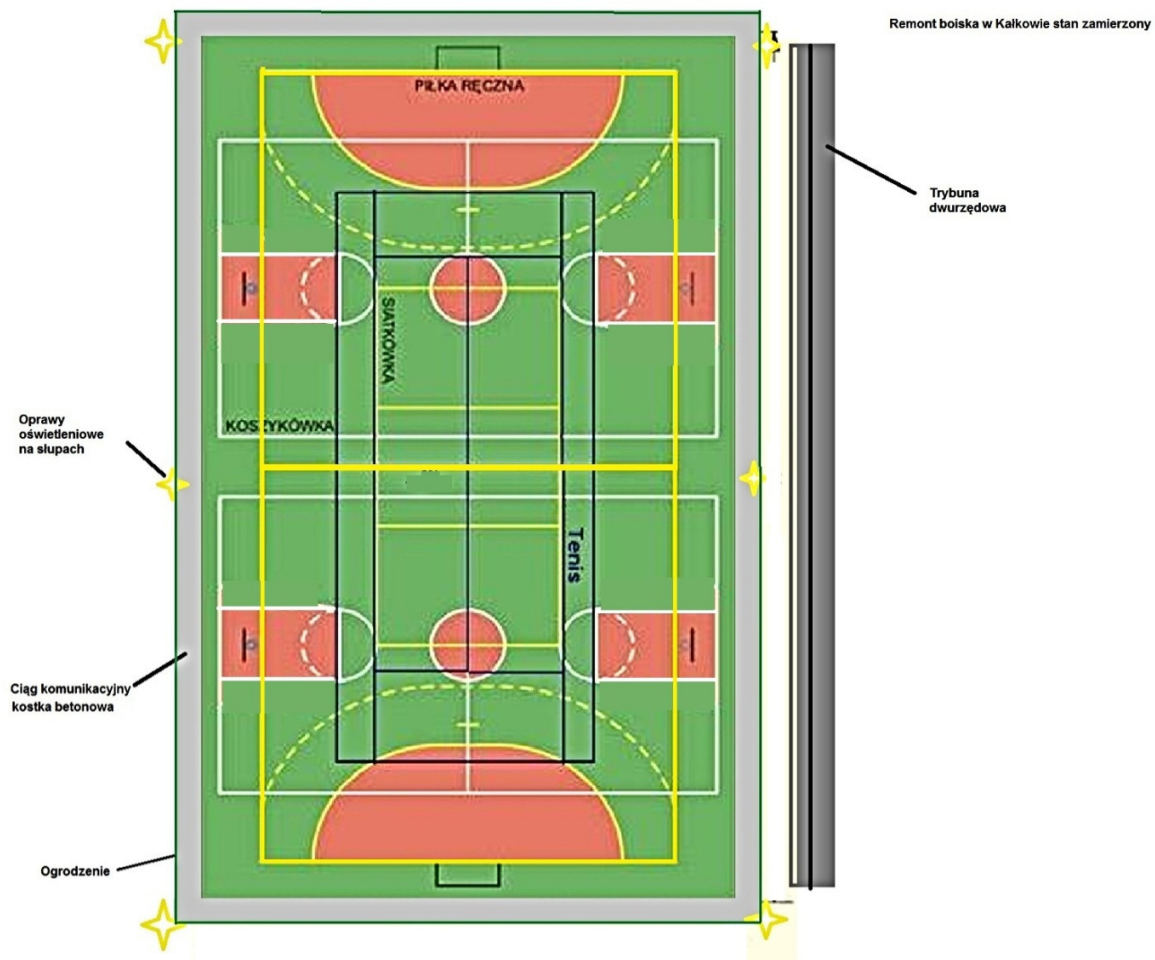 Remont boiska w Kałkowie stan zamierzony
PIŁKA RĘCZNA
Trybuna
dwurzędowa
SIATKÓWKA
KOSZYKÓWKA
Oprawy
oświetleniowe
na słupach
Tenis
Ciąg komunikacyjny
kostka betonowa
Ogrodzenie